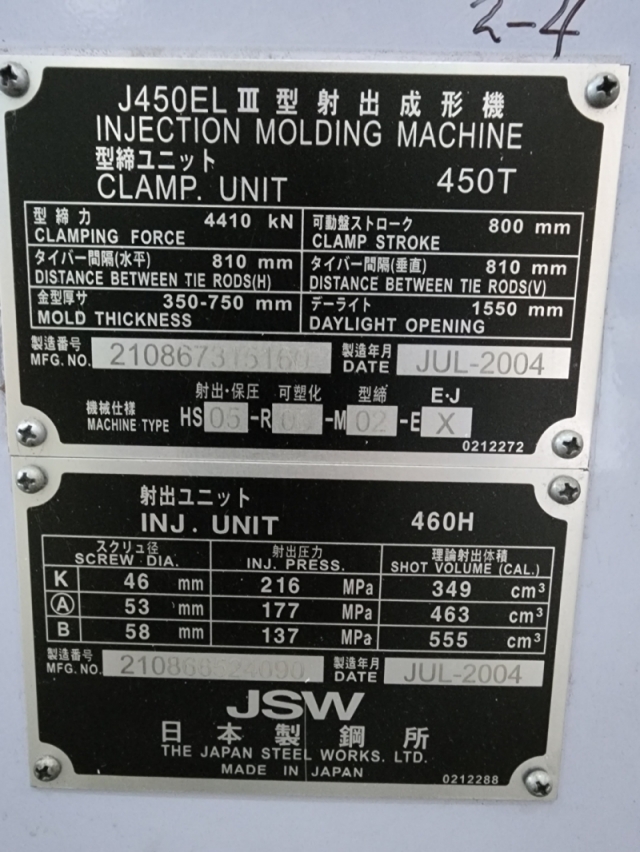 2-4
J450EL III 型射出成形機
INJECTION MOLDING MACHINE
型締ユニット
CLAMP. UNIT 450T
型締力 4410 kN 可動盤ストローク 800 mm
CLAMPING FORCE CLAMP STROKE
タイバー間隔(水平) 810 mm タイバー間隔(垂直) 810 mm
DISTANCE BETWEEN TIE RODS(H) DISTANCE BETWEEN TIE RODS(V)
金型厚サ 350-750 mm デーライト 1550 mm
MOLD THICKNESS DAYLIGHT OPENING
製造番号 製造年月
MFG. NO. DATE JUL-2004
射出・保圧 可塑化 型締 E・J
機械仕様
MACHINE TYPE HS 05 -R -M 02 -E X
0212272
射出ユニット
INJ. UNIT 460H
スクリュ径 射出圧力 理論射出体積
SCREW DIA. INJ. PRESS. SHOT VOLUME (CAL.)
K 46 mm 216 MPa 349 cm³
Ⓐ 53 mm 177 MPa 463 cm³
B 58 mm 137 MPa 555 cm³
製造番号 製造年月
MFG. NO. DATE JUL-2004
JSW
日本製鋼所
THE JAPAN STEEL WORKS. LTD.
MADE IN JAPAN
0212288